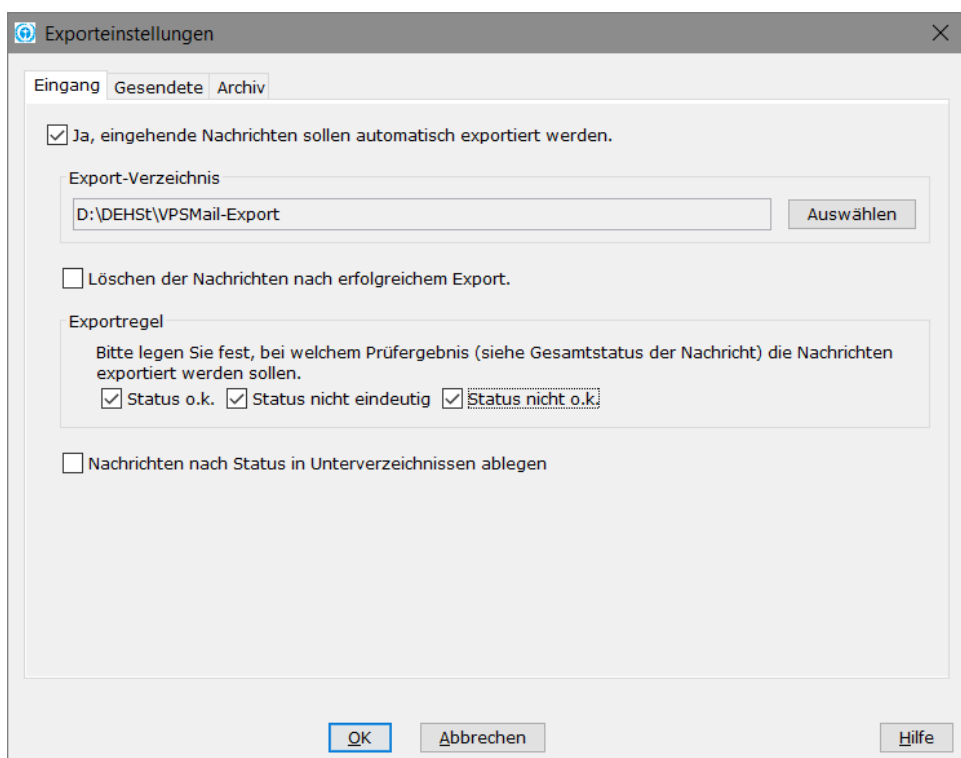 Exporteinstellungen
Eingang Gesendete Archiv
Ja, eingehende Nachrichten sollen automatisch exportiert werden.
Export-Verzeichnis
D:\DEHSt\VPSMail-Export
Auswählen
Löschen der Nachrichten nach erfolgreichem Export.
Exportregel
Bitte legen Sie fest, bei welchem Prüfergebnis (siehe Gesamtstatus der Nachricht) die Nachrichten
exportiert werden sollen.
Status o.k. Status nicht eindeutig Status nicht o.k.
Nachrichten nach Status in Unterverzeichnissen ablegen
OK Abbrechen Hilfe